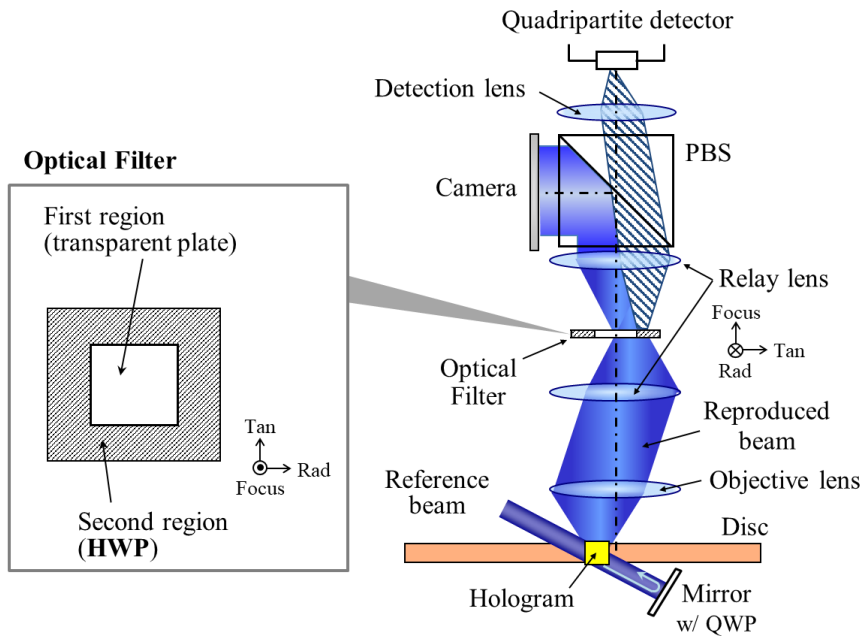 Quadripartite detector
Detection lens
PBS
Camera
Relay lens
Focus
Rad
Tan
Optical
Filter
Reproduced
beam
Reference
beam
Objective lens
Disc
Hologram
Mirror
w/ QWP
Optical Filter
First region
(transparent plate)
Tan
Rad
Focus
Second region
(HWP)